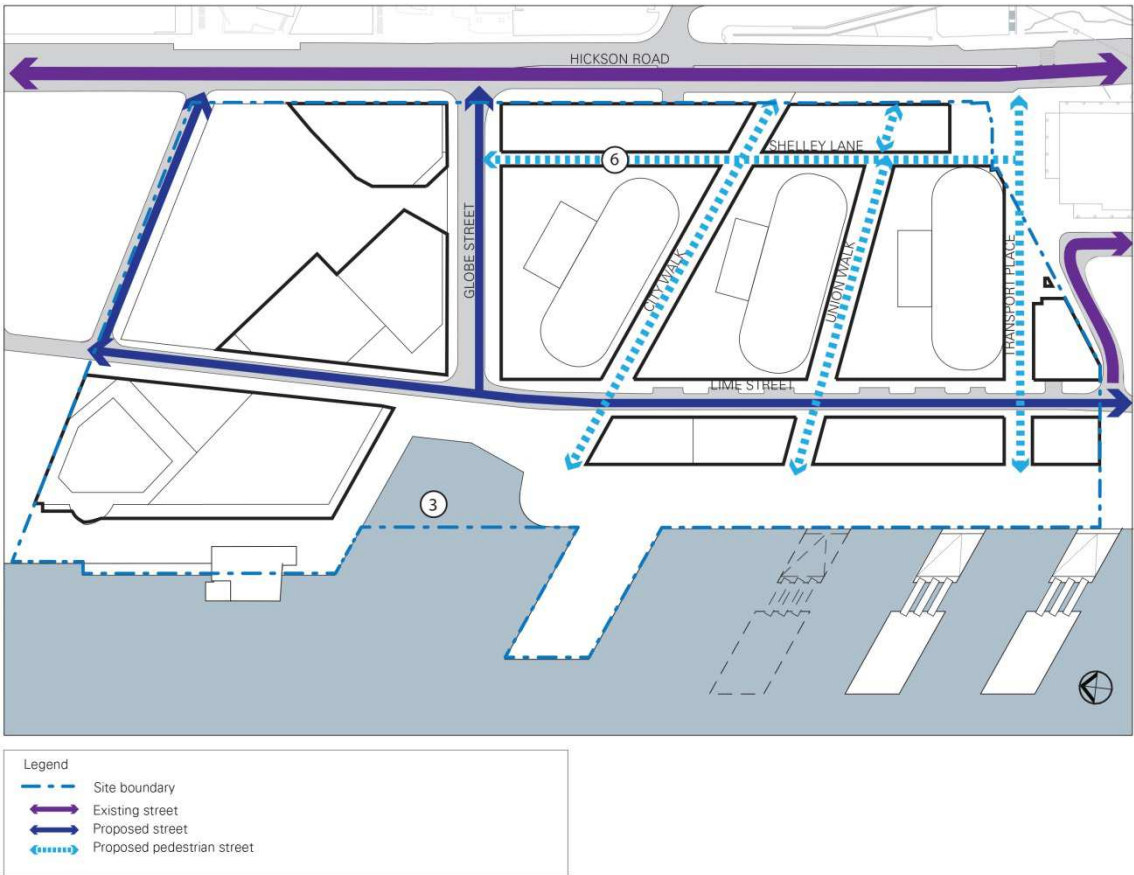 HICKSON ROAD
SHELLEY LANE
6
GLOBE STREET
CITY WALK
UNION WALK
TRANSPORT PLACE
LIME STREET
3
Legend
Site boundary
Existing street
Proposed street
Proposed pedestrian street